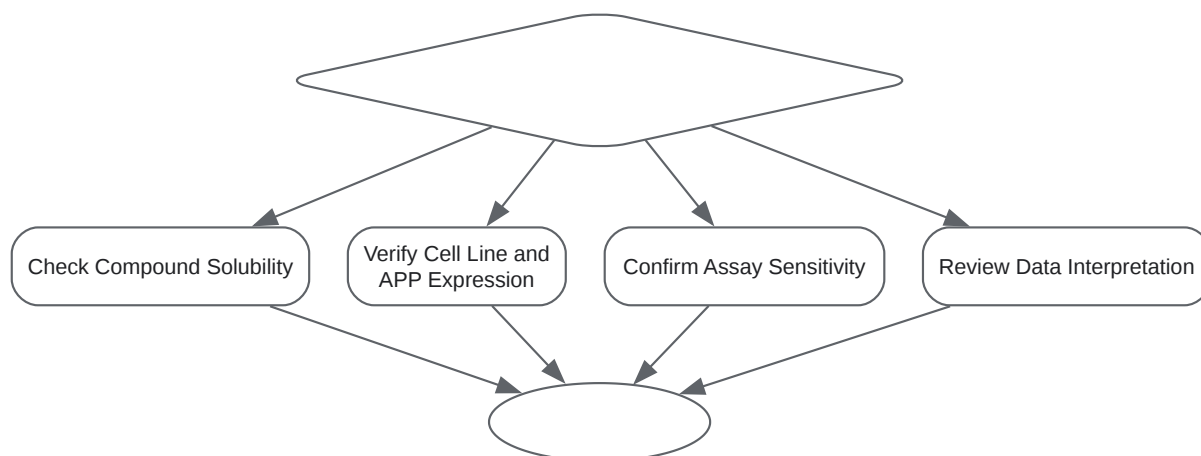 Check Compound Solubility
Verify Cell Line and
APP Expression
Confirm Assay Sensitivity
Review Data Interpretation